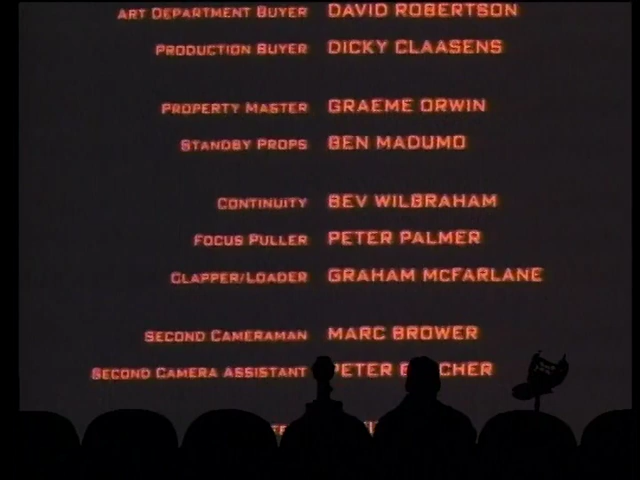 ART DEPARTMENT BUYER DAVID ROBERTSON
PRODUCTION BUYER DICKY CLAASENS
PROPERTY MASTER GRAEME ORWIN
STANDBY PROPS BEN MADUMO
CONTINUITY BEV WILBRAHAM
FOCUS PULLER PETER PALMER
CLAPPER/LOADER GRAHAM MCFARLANE
SECOND CAMERAMAN MARC BROWER
SECOND CAMERA ASSISTANT PETER